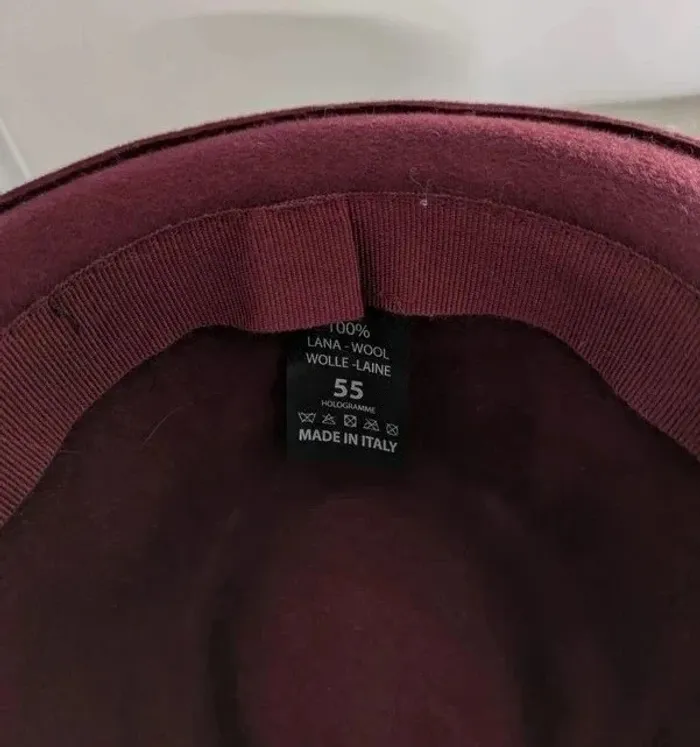 100%
LANA - WOOL
WOLLE -LAINE
55
HOLOGRAMME
MADE IN ITALY